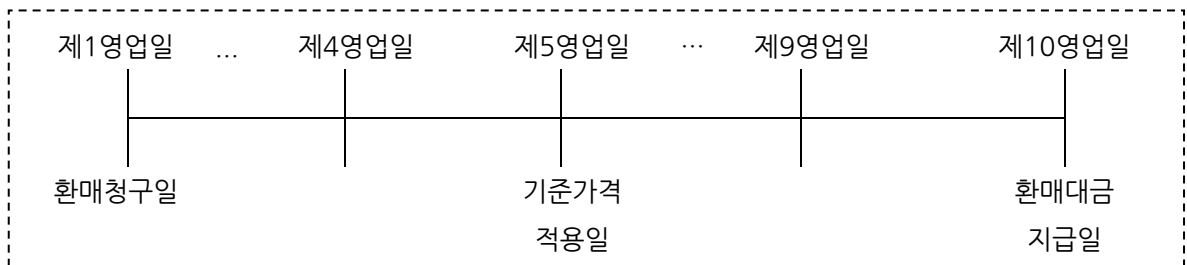 제1영업일 … 제4영업일 제5영업일 … 제9영업일 제10영업일
환매청구일 기준가격 환매대금
적용일 지급일